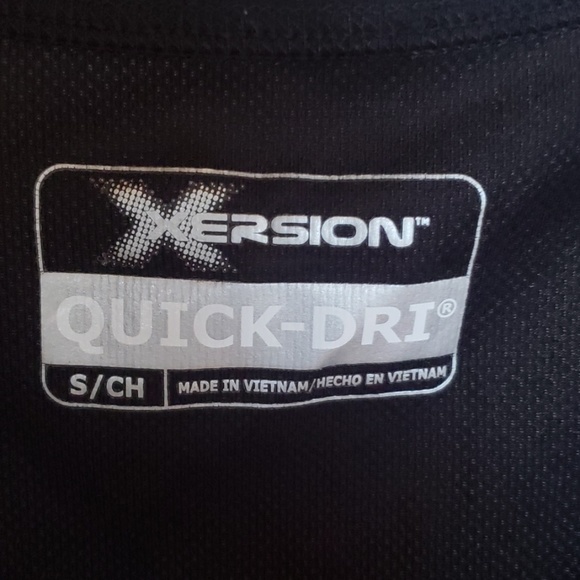 XERSION™
QUICK-DRI®
S/CH
MADE IN VIETNAM/HECHO EN VIETNAM